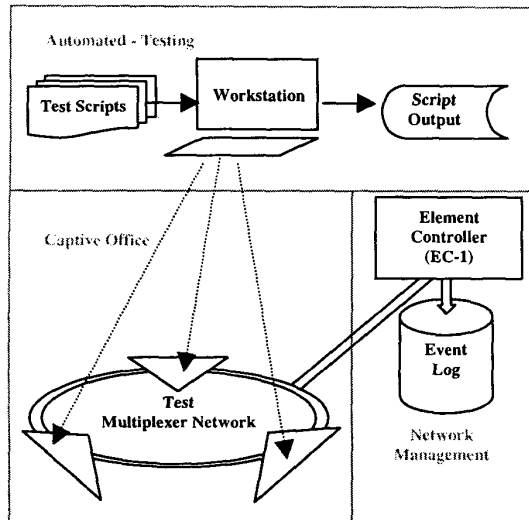 Automated - Testing
Test Scripts
Workstation
Script
Output
Captive Office
Element
Controller
(EC-1)
Event
Log
Test
Multiplexer Network
Network
Management